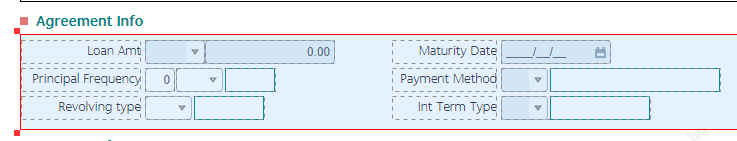 Agreement Info
Loan Amt 0.00 Maturity Date __/__/__
Principal Frequency 0 Payment Method
Revolving type Int Term Type